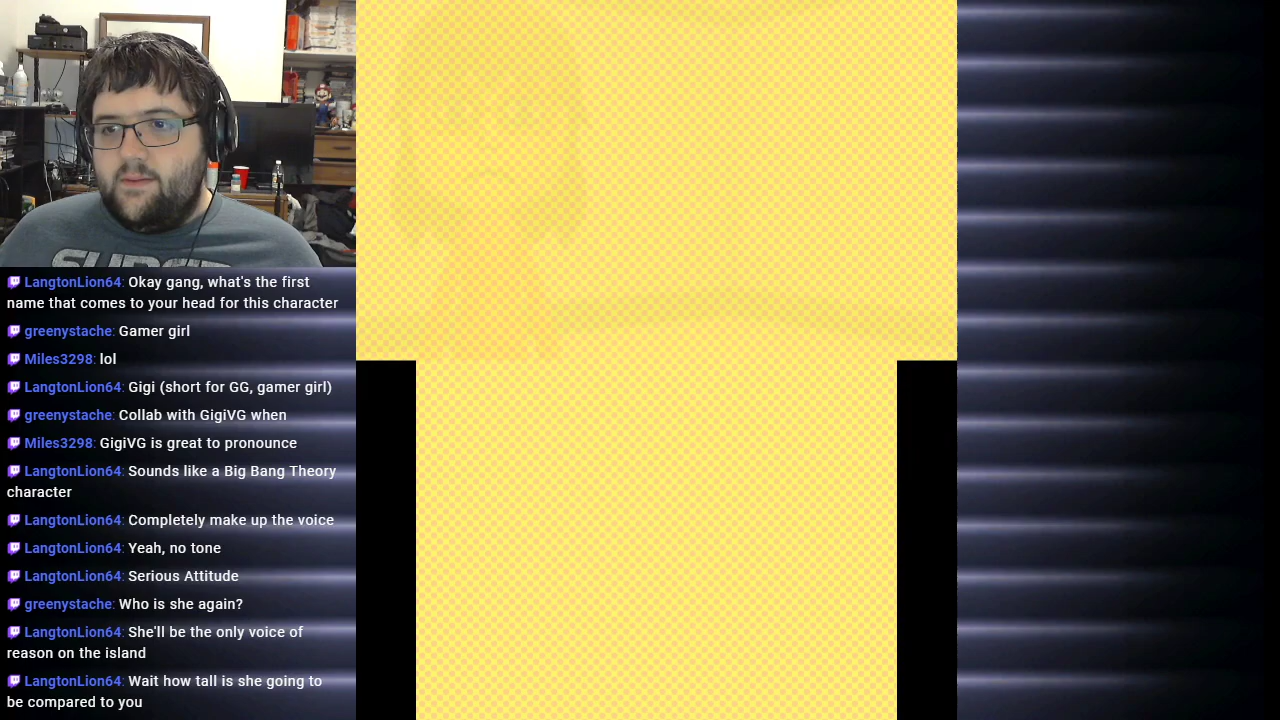 LangtonLion64: Okay gang, what's the first
name that comes to your head for this character
greenystache: Gamer girl
Miles3298: lol
LangtonLion64: Gigi (short for GG, gamer girl)
greenystache: Collab with GigiVG when
Miles3298: GigiVG is great to pronounce
LangtonLion64: Sounds like a Big Bang Theory
character
LangtonLion64: Completely make up the voice
LangtonLion64: Yeah, no tone
LangtonLion64: Serious Attitude
greenystache: Who is she again?
LangtonLion64: She'll be the only voice of
reason on the island
LangtonLion64: Wait how tall is she going to
be compared to you